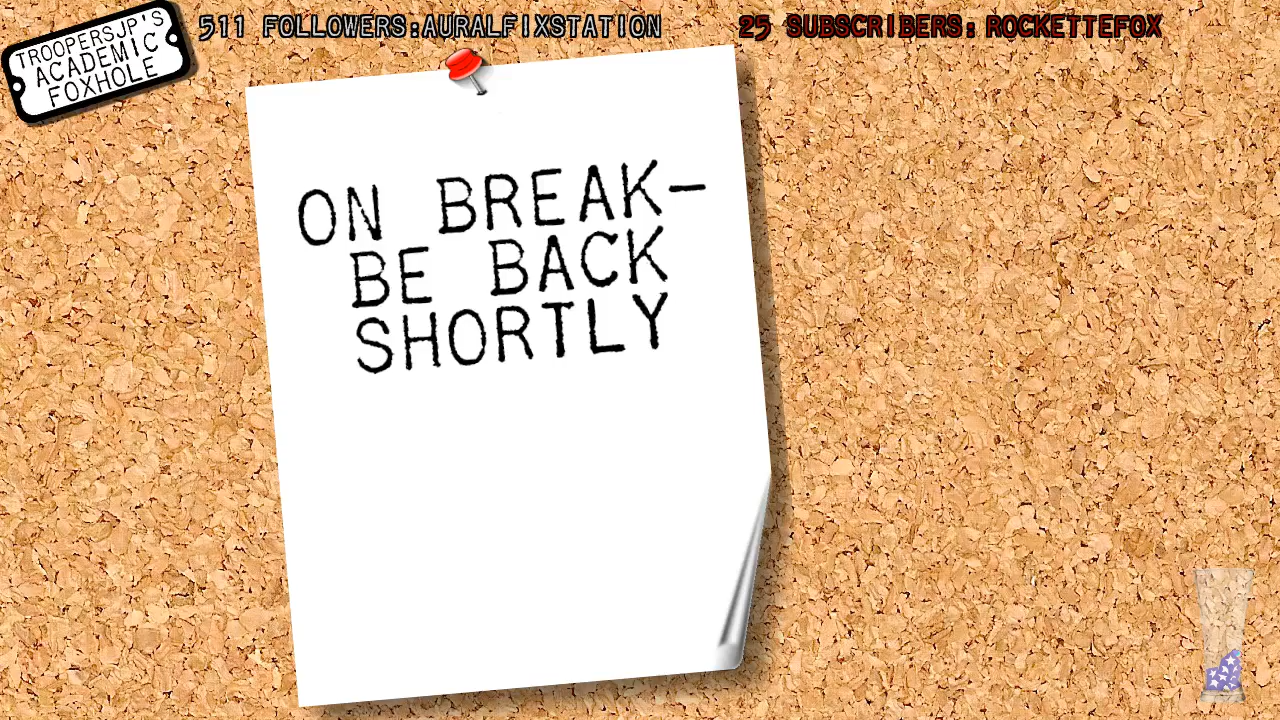 TROOPERSJP'S
ACADEMIC
FOXHOLE
511 FOLLOWERS:AURALFIXSTATION
25 SUBSCRIBERS: ROCKETTEFOX
ON BREAK-
BE BACK
SHORTLY